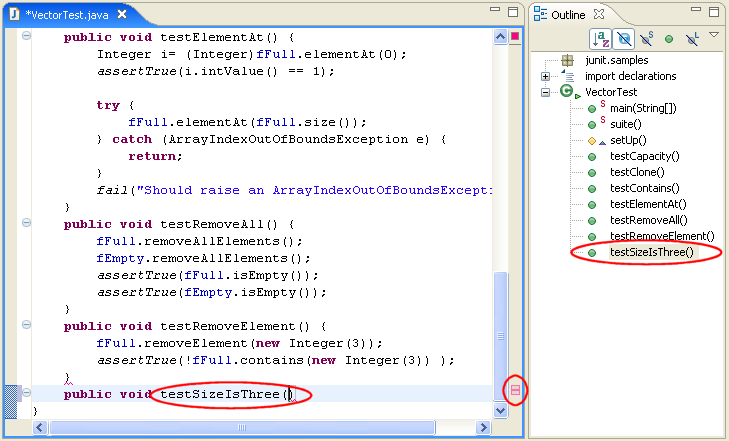 *VectorTest.java
public void testElementAt() {
Integer i= (Integer)fFull.elementAt(0);
assertTrue(i.intValue() == 1);
try {
fFull.elementAt(fFull.size());
} catch (ArrayIndexOutOfBoundsException e) {
return;
}
fail("Should raise an ArrayIndexOutOfBoundsExcepti
}
public void testRemoveAll() {
fFull.removeAllElements();
fEmpty.removeAllElements();
assertTrue(fFull.isEmpty());
assertTrue(fEmpty.isEmpty());
}
public void testRemoveElement() {
fFull.removeElement(new Integer(3));
assertTrue(!fFull.contains(new Integer(3)) );
}
public void testSizeIsThree()
}
Outline
junit.samples
import declarations
VectorTest
main(String[])
suite()
setUp()
testCapacity()
testClone()
testContains()
testElementAt()
testRemoveAll()
testRemoveElement()
testSizeIsThree()